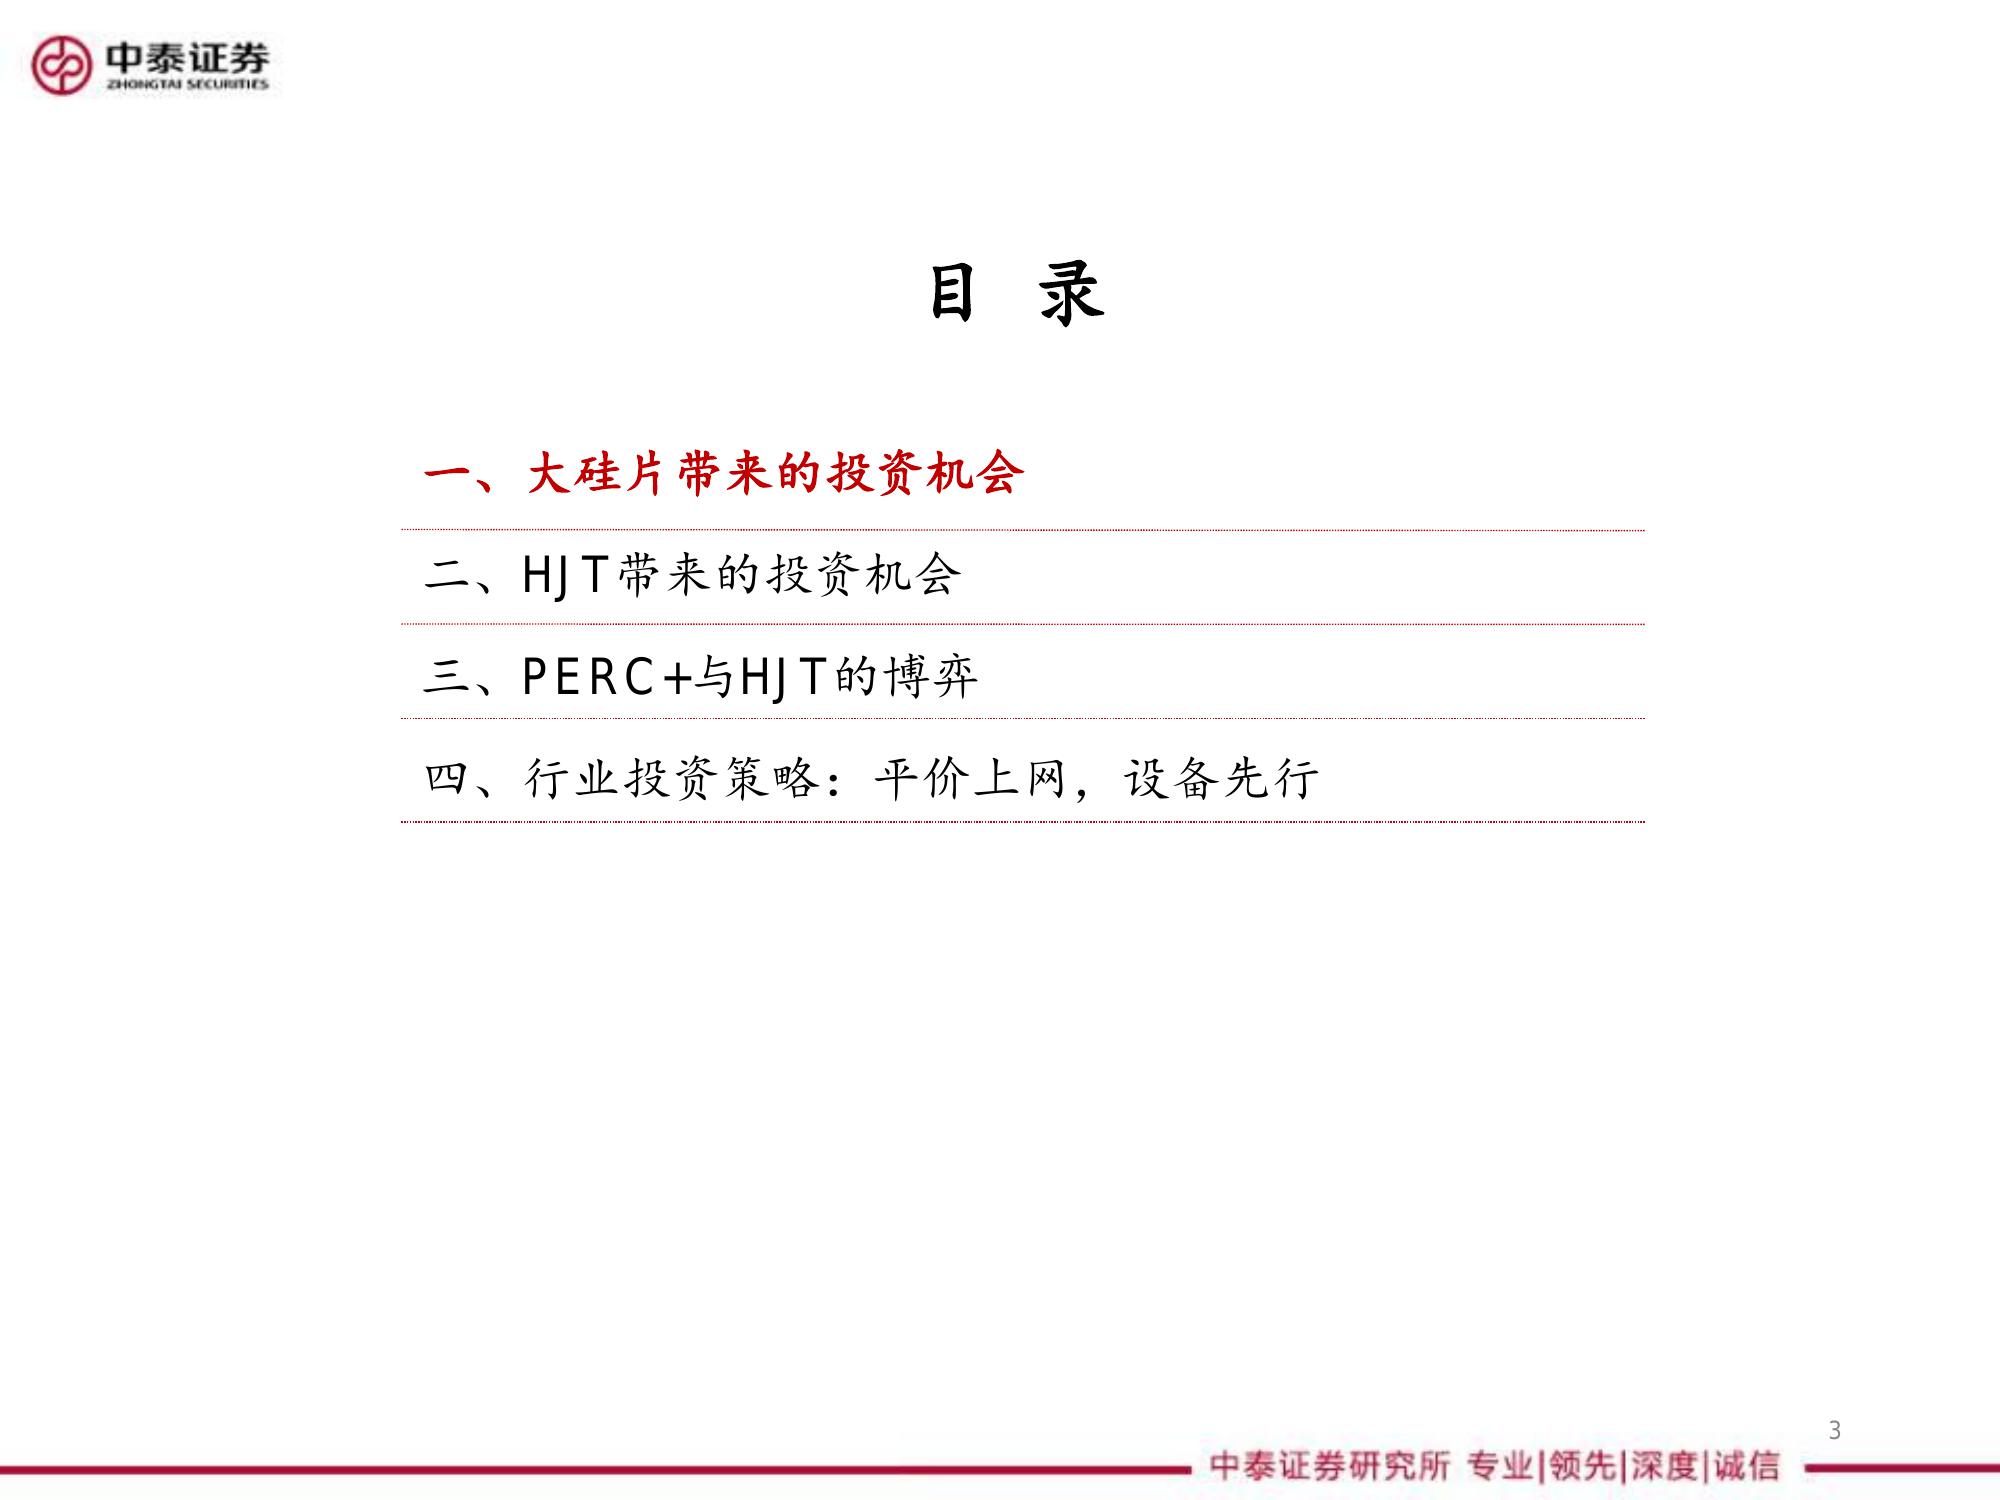 中泰证券
ZHONGTAI SECURITIES
目 录
一、大硅片带来的投资机会
二、HJT带来的投资机会
三、PERC+与HJT的博弈
四、行业投资策略：平价上网，设备先行
3
中泰证券研究所 专业|领先|深度|诚信